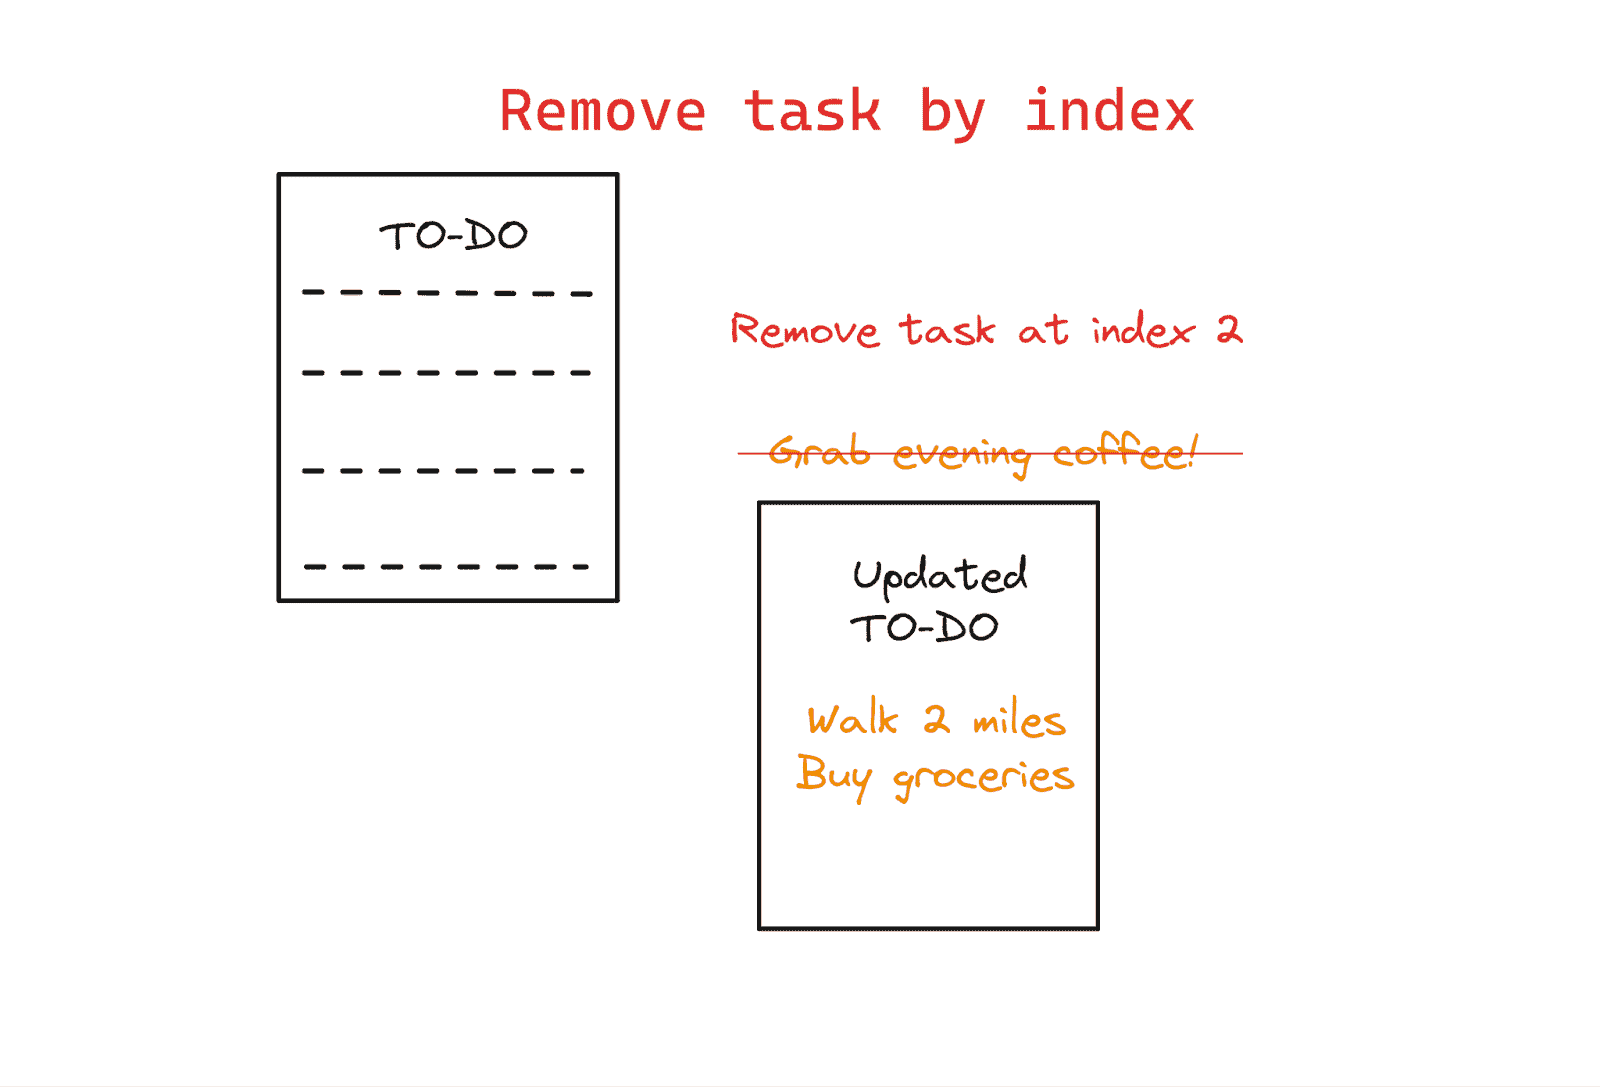 Remove task by index
TO-DO
Remove task at index 2
Grab evening coffee!
Updated
TO-DO
Walk 2 miles
Buy groceries